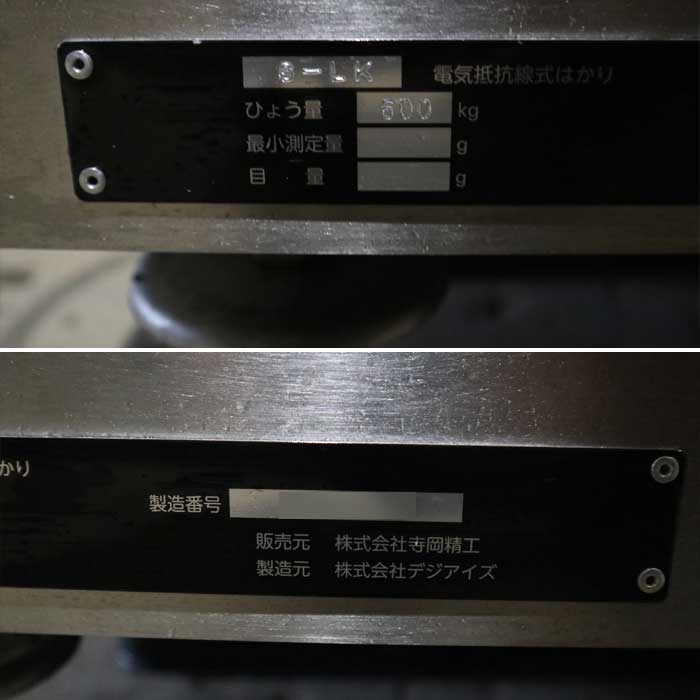 θ-LK 電気抵抗線式はかり
ひょう量 600 kg
最小測定量 g
目量 g
かり
製造番号
販売元 株式会社寺岡精工
製造元 株式会社デジアイズ